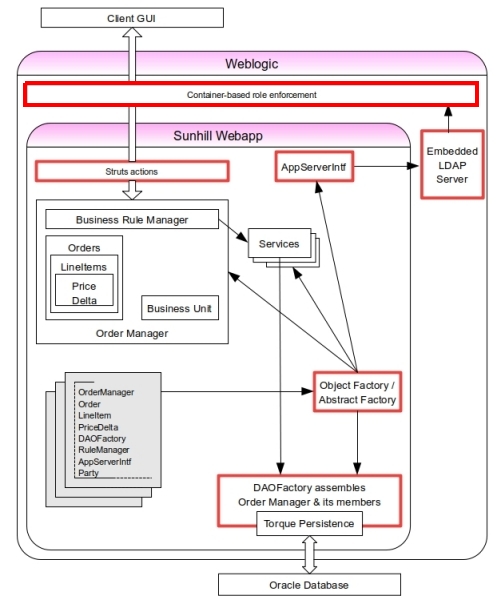 Client GUI
Weblogic
Container-based role enforcement
Sunhill Webapp
Struts actions
AppServerIntf
Embedded
LDAP
Server
Business Rule Manager
Services
Orders
LineItems
Price
Delta
Business Unit
Order Manager
Object Factory /
Abstract Factory
OrderManager
Order
LineItem
PriceDelta
DAOFactory
RuleManager
AppServerIntf
Party
DAOFactory assembles
Order Manager & its members
Torque Persistence
Oracle Database